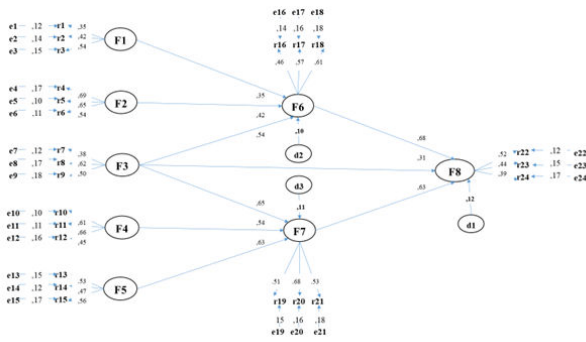 e16 e17 e18
,14 ,16 ,18
r16 r17 r18
,46 ,57 ,61
e1 ,12 r1 ,35
e2 ,14 r2 ,42
e3 ,15 r3 ,54
F1
e4 ,17 r4 ,69
e5 ,10 r5 ,65
e6 ,11 r6 ,54
F2
,35
,42
,54
F6
,10
d2
e7 ,12 r7 ,38
e8 ,17 r8 ,62
e9 ,18 r9 ,50
F3
,68
,31
,63
F8
,52 r22 ,12 e22
,44 r23 ,15 e23
,39 r24 ,17 e24
,12
d1
d3
,11
e10 ,10 r10 ,61
e11 ,11 r11 ,66
e12 ,16 r12 ,45
F4
,65
,54
,63
F7
e13 ,15 r13 ,53
e14 ,12 r14 ,47
e15 ,17 r15 ,56
F5
,51 ,68 ,53
r19 r20 r21
15 ,16 ,18
e19 e20 e21